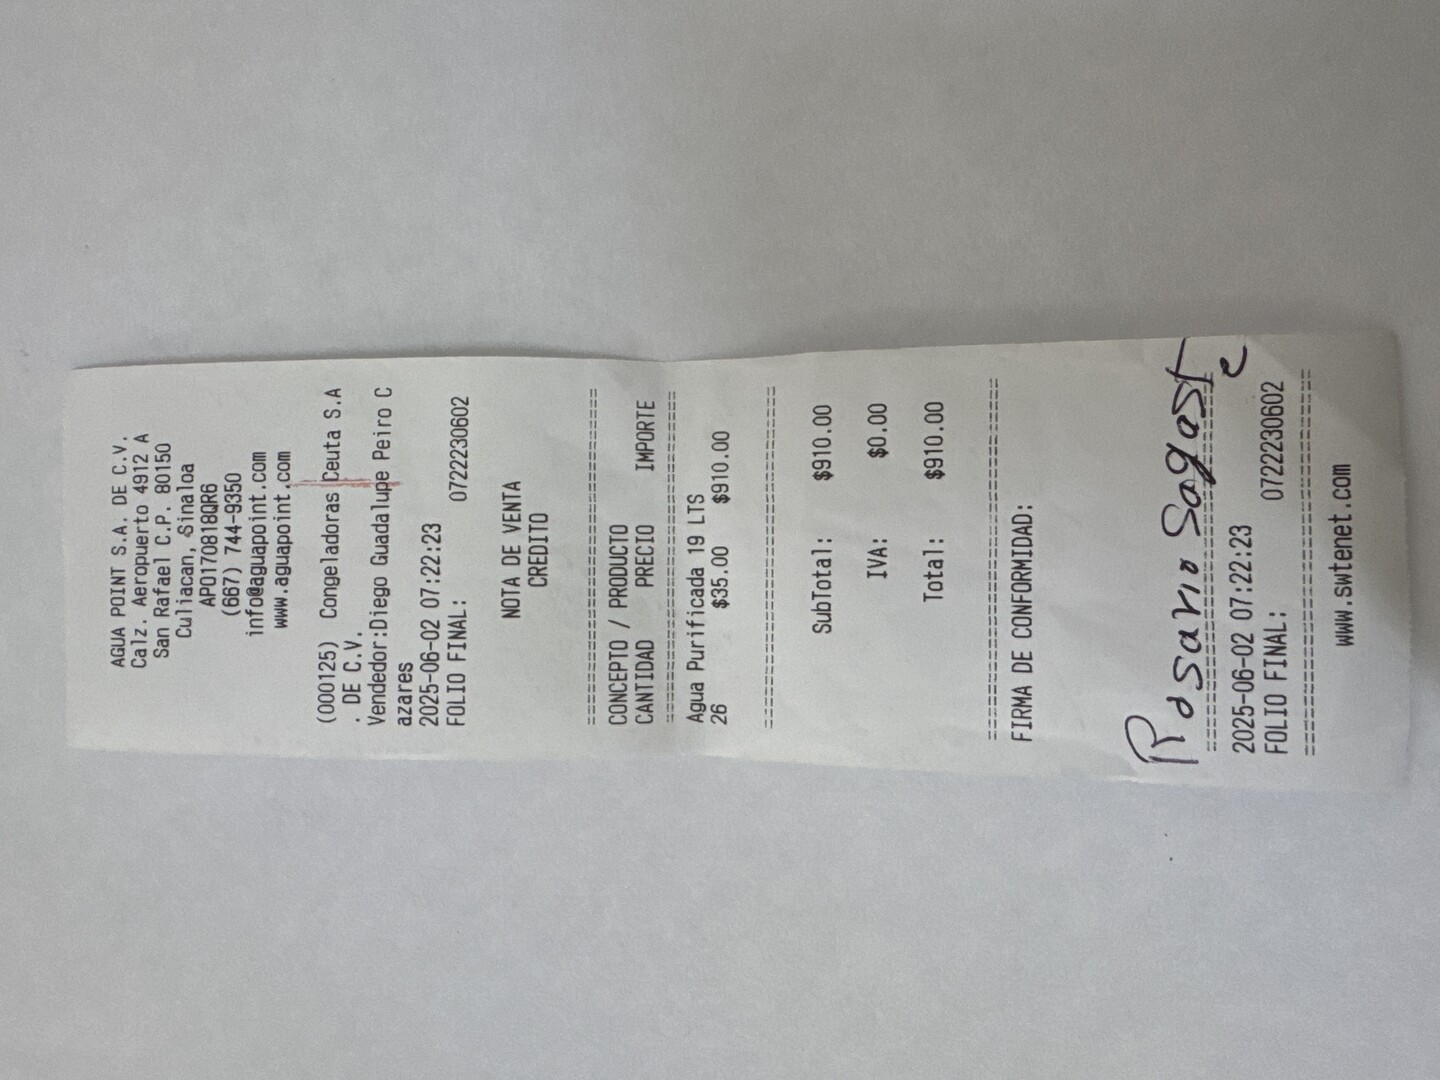 AGUA POINT S.A. DE C.V.
Calz. Aeropuerto 4912 A
San Rafael C.P. 80150
Culiacan, Sinaloa
APO170818QR6
(667) 744-9350
info@aguapoint.com
www.aguapoint.com
(000125) Congeladoras Ceuta S.A
. DE C.V.
Vendedor:Diego Guadalupe Peiro C
azares
2025-06-02 07:22:23
FOLIO FINAL: 0722230602
NOTA DE VENTA
CREDITO
================================
CONCEPTO / PRODUCTO
CANTIDAD PRECIO IMPORTE
================================
Agua Purificada 19 LTS
26 $35.00 $910.00
================================
SubTotal: $910.00
IVA: $0.00
Total: $910.00
================================
FIRMA DE CONFORMIDAD:
Rosario Sagast
e
================================
2025-06-02 07:22:23
FOLIO FINAL: 0722230602
================================
www.swtenet.com